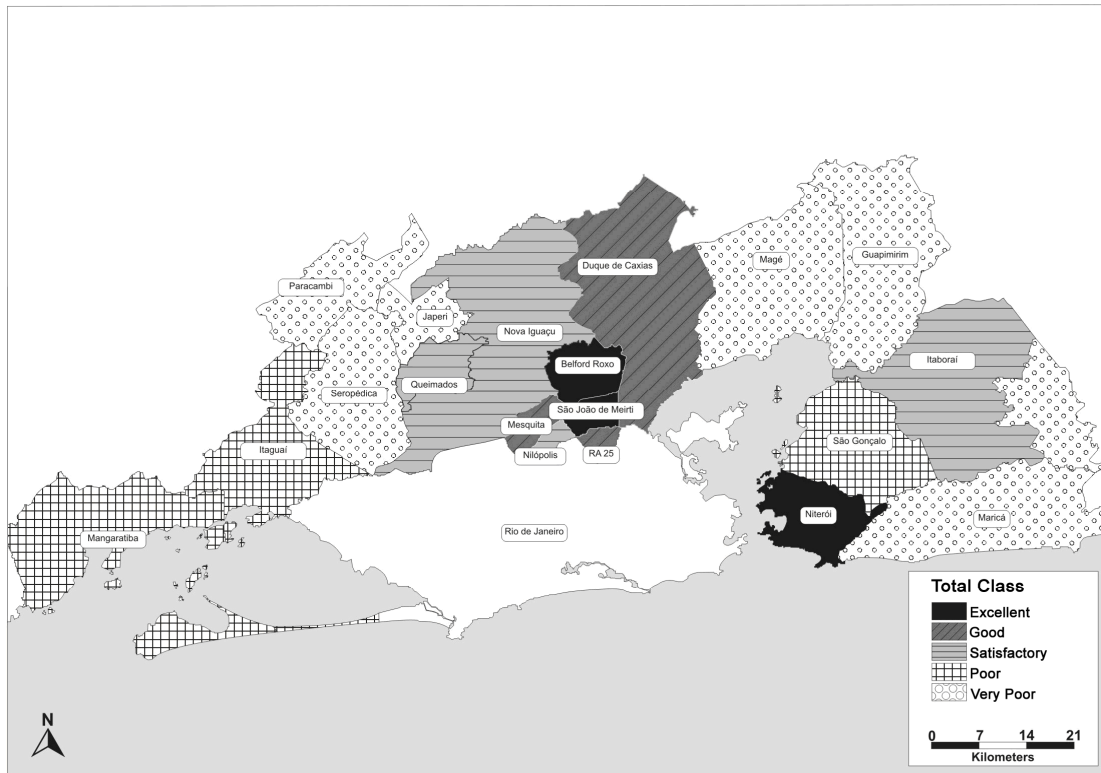 Magé
Guapimirim
Duque de Caxias
Paracambi
Japeri
Nova Iguaçu
Itaboraí
Belford Roxo
Queimados
Seropédica
São João de Meirti
Mesquita
São Gonçalo
Itaguaí
Nilópolis
RA 25
Niterói
Maricá
Rio de Janeiro
Mangaratiba
Total Class
Excellent
Good
Satisfactory
Poor
Very Poor
N
0 7 14 21
Kilometers